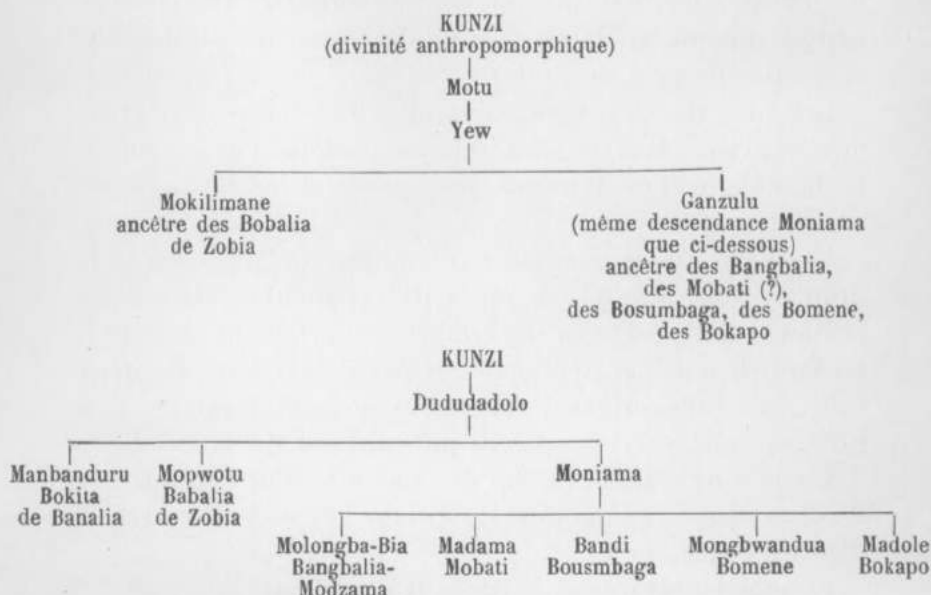 KUNZI
(divinité anthropomorphique)
Motu
Yew
Mokilimane
ancêtre des Bobalia
de Zobia
Ganzulu
(même descendance Moniama
que ci-dessous)
ancêtre des Bangbalia,
des Mobati (?),
des Bosumbaga, des Bomene,
des Bokapo
KUNZI
Dududadolo
Manbanduru
Bokita
de Banalia
Mopwotu
Babalia
de Zobia
Moniama
Molongba-Bia
Bangbalia-
Modzama
Madama
Mobati
Bandi
Bousmbaga
Mongbwandua
Bomene
Madole
Bokapo